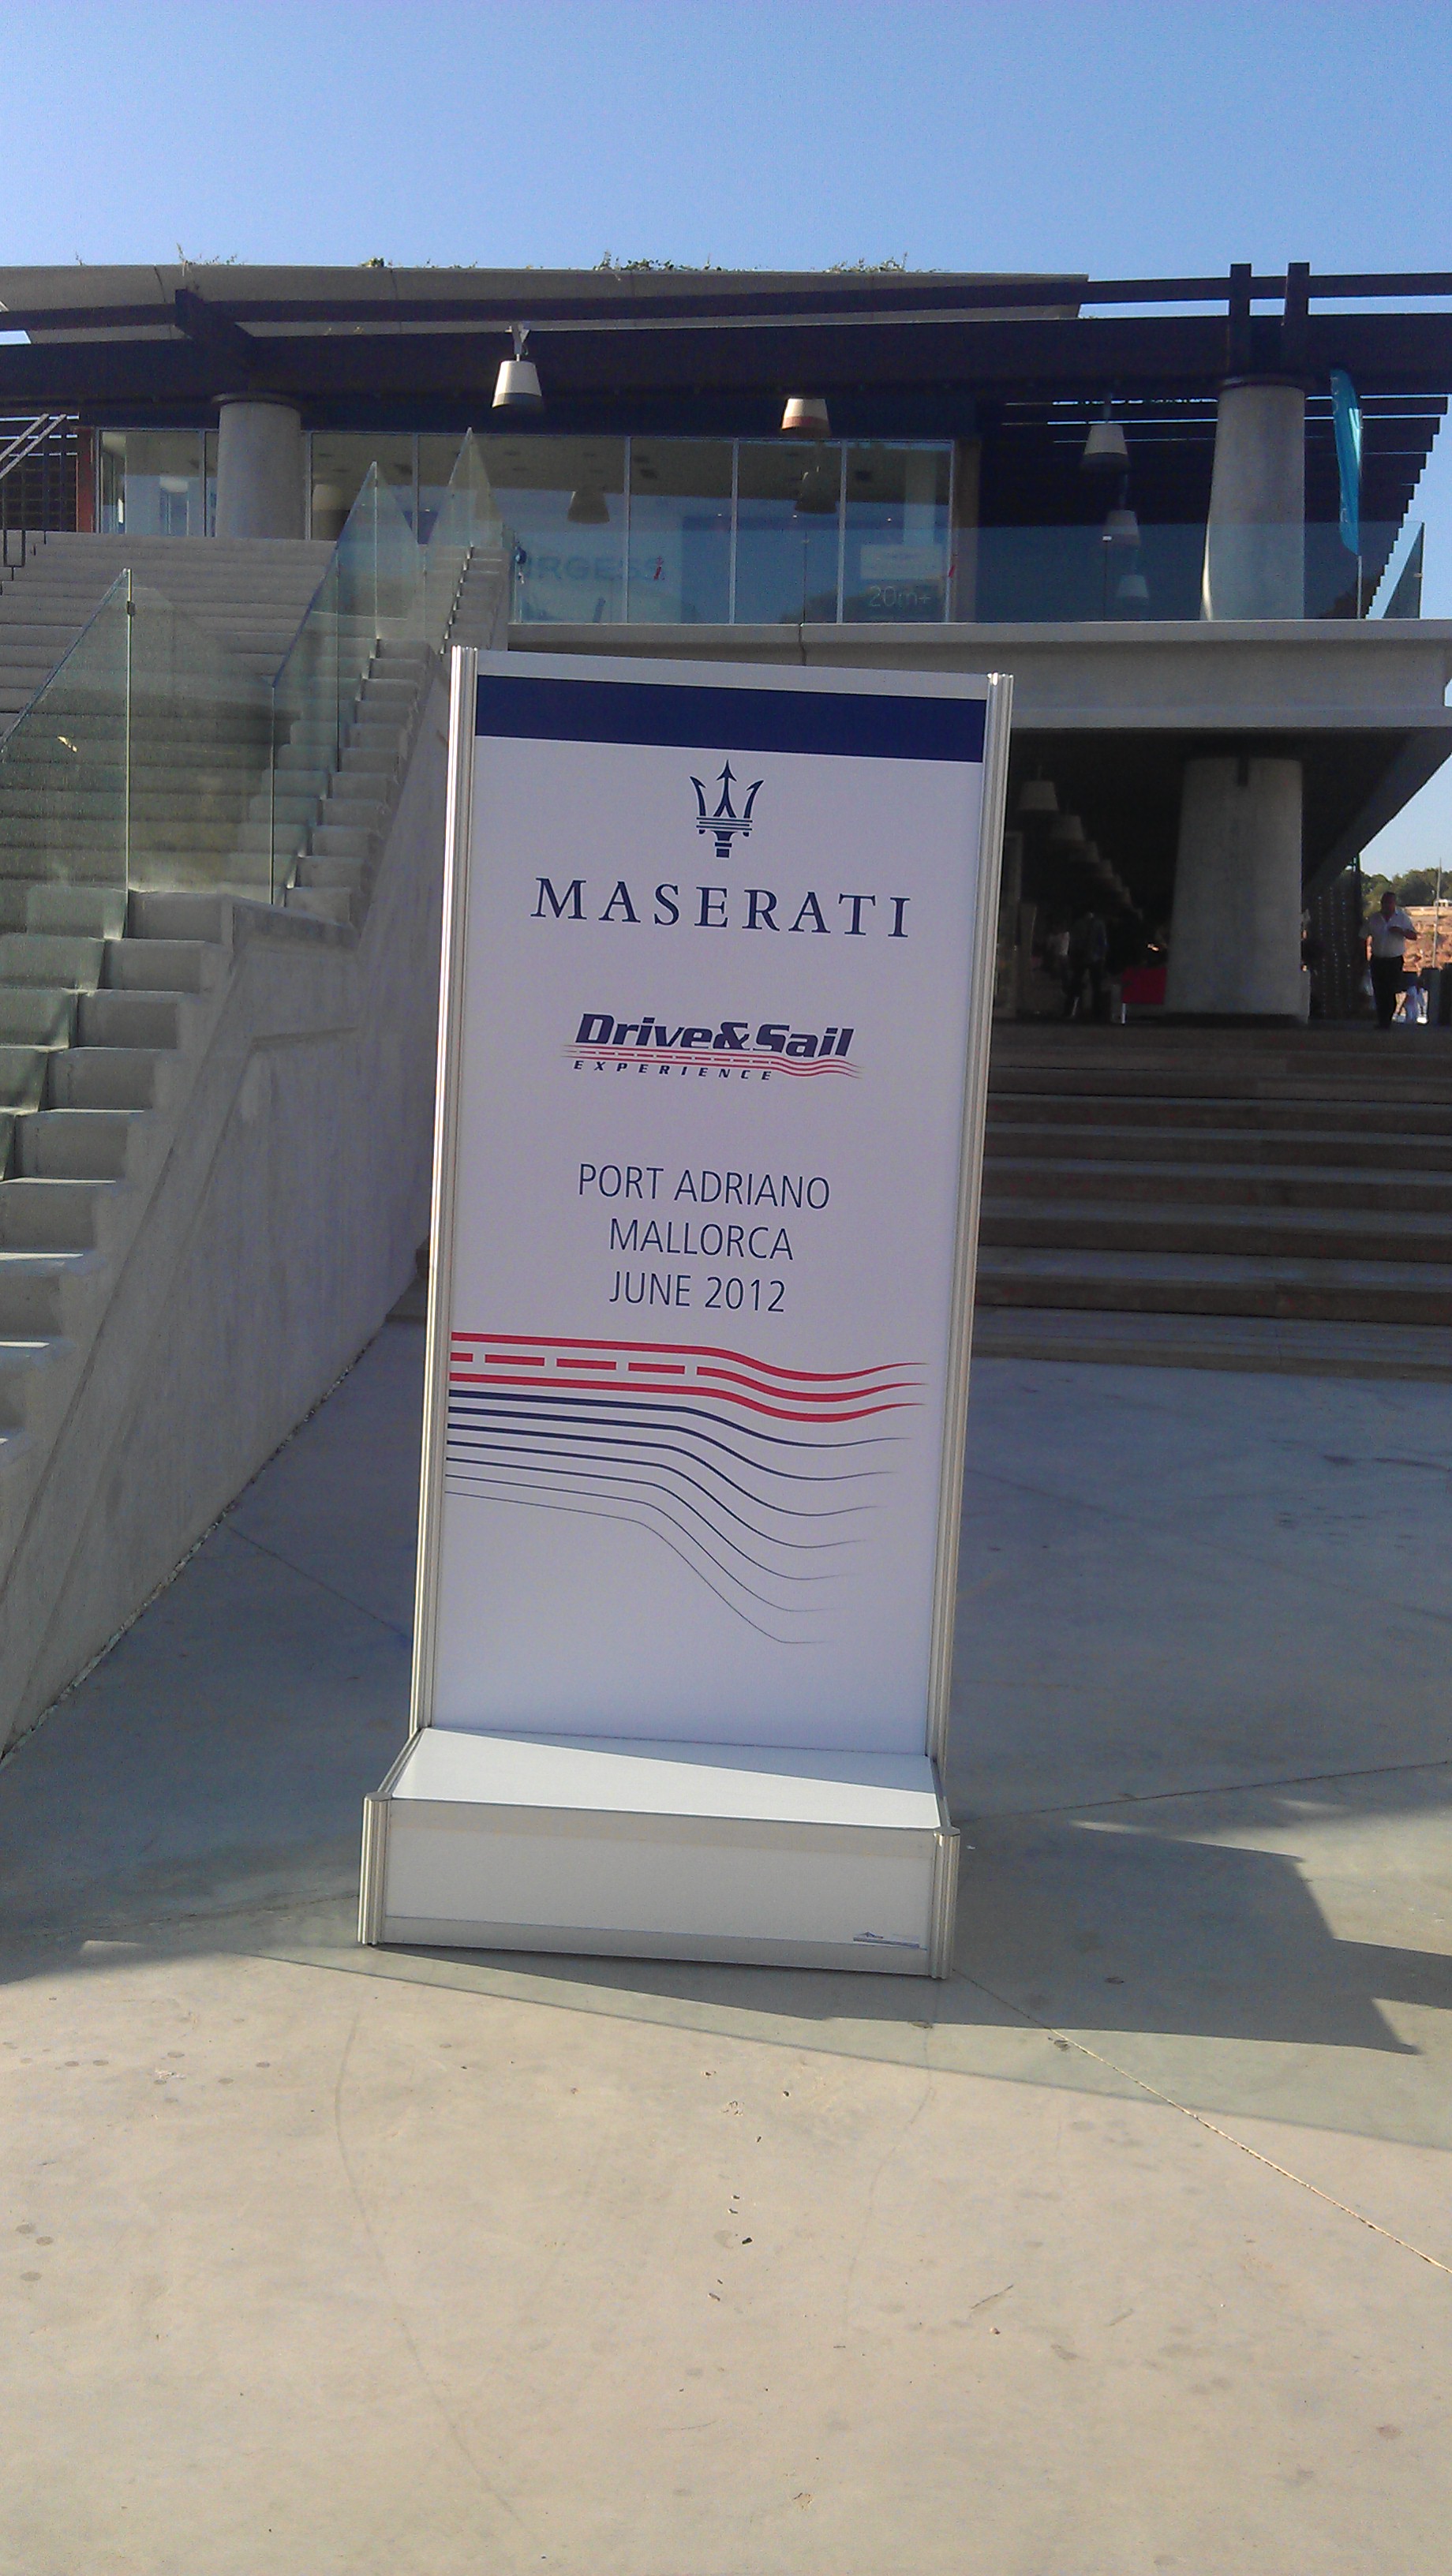 20m+
MASERATI
Drive&Sail
EXPERIENCE
PORT ADRIANO
MALLORCA
JUNE 2012